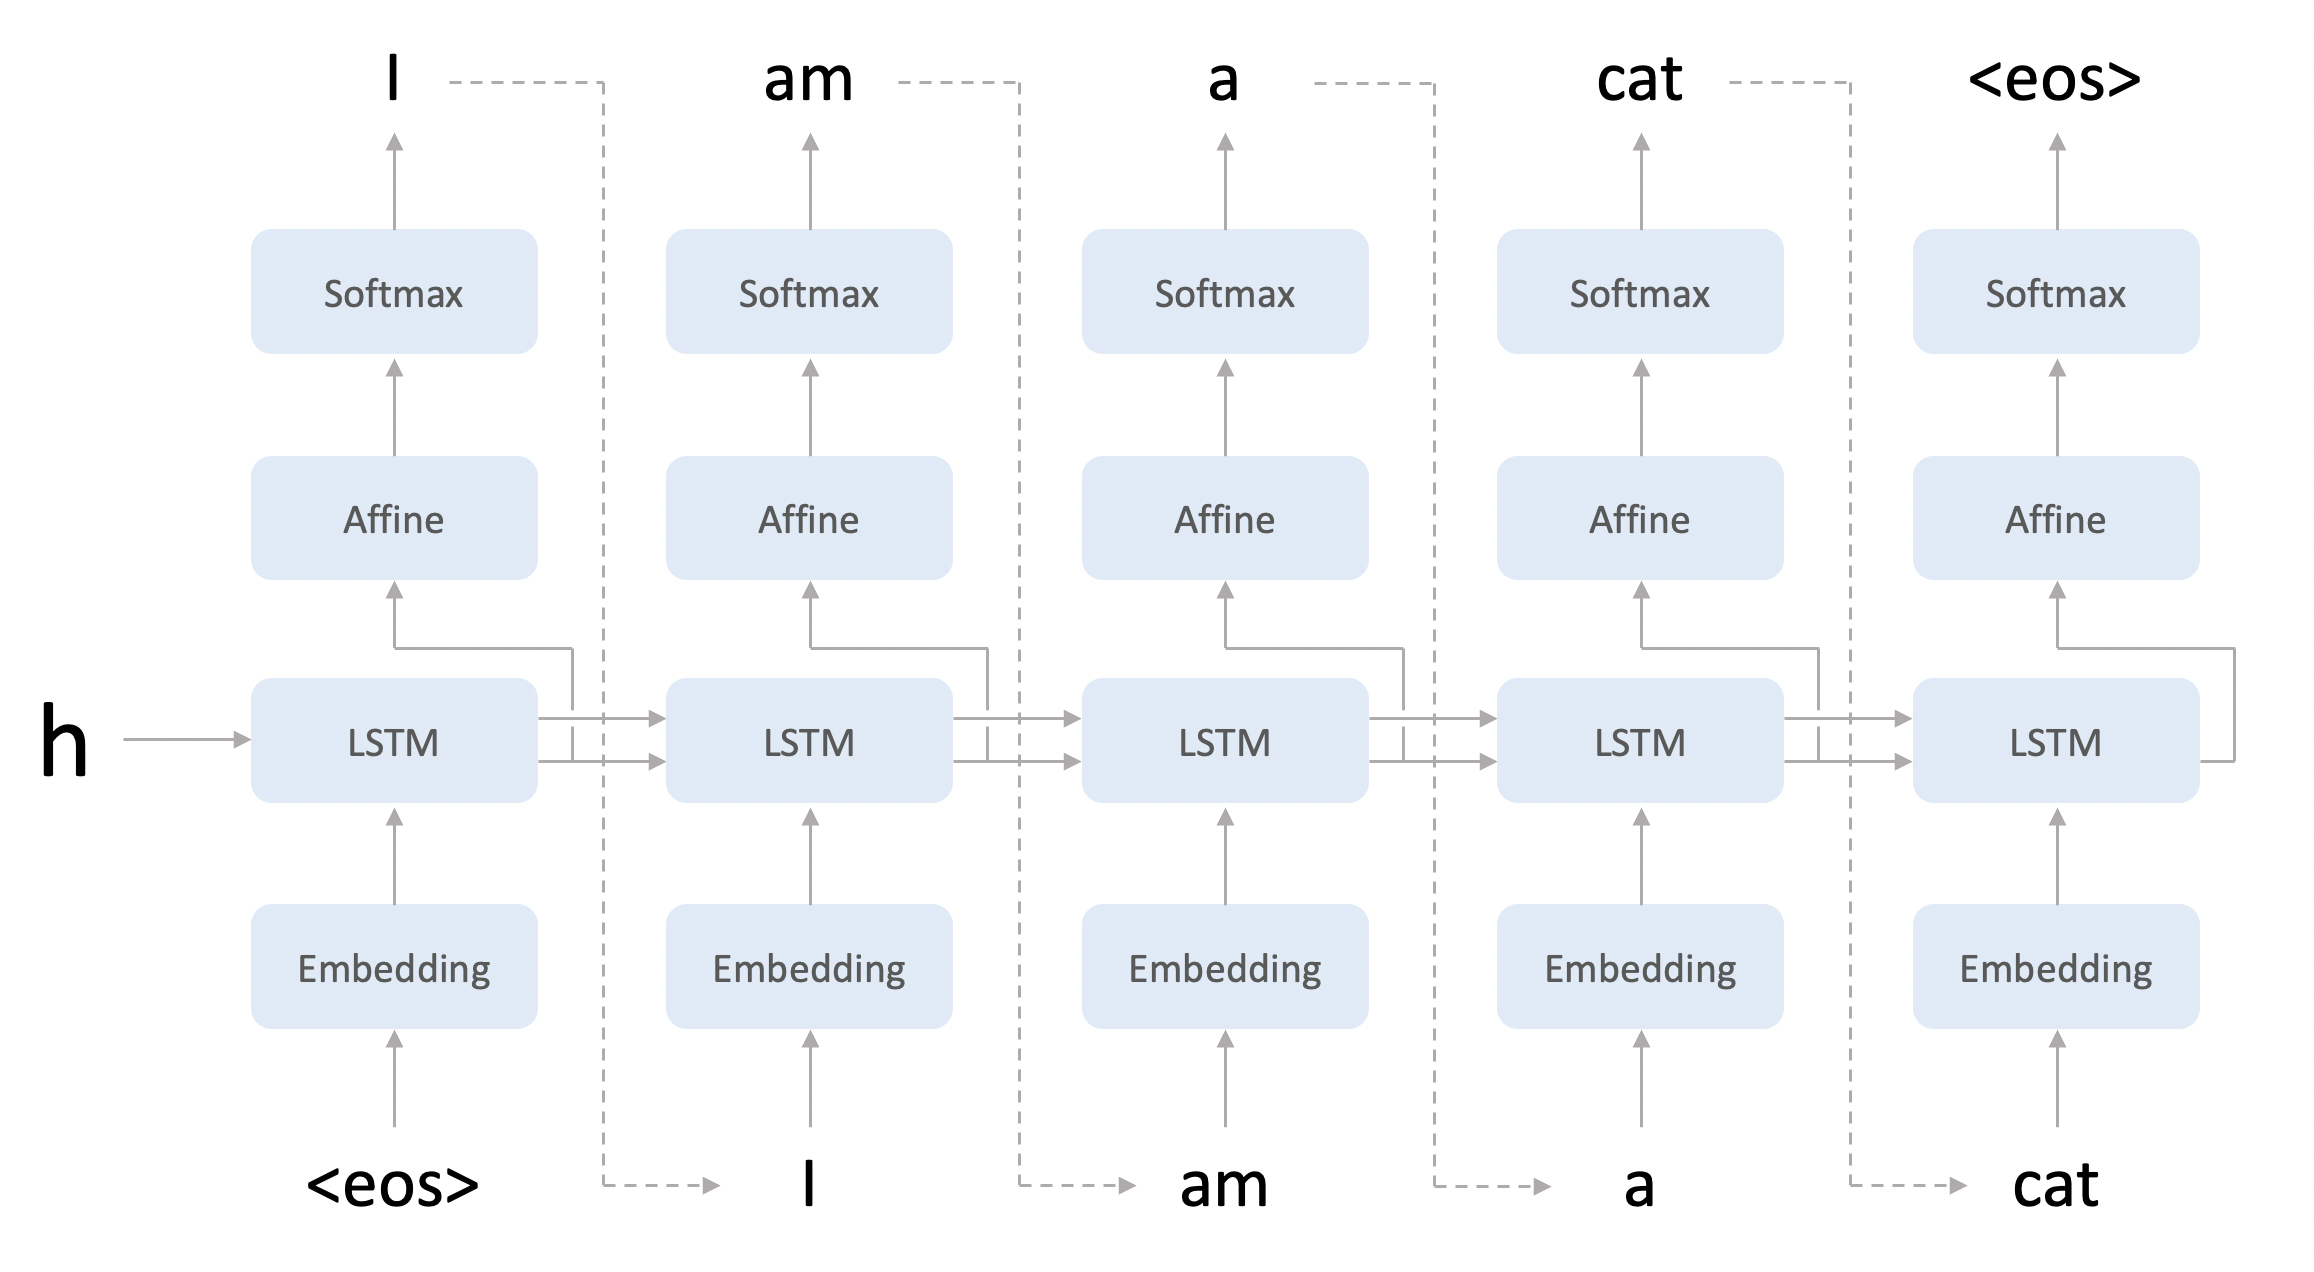 I am a cat <eos>
Softmax Softmax Softmax Softmax Softmax
Affine Affine Affine Affine Affine
h LSTM LSTM LSTM LSTM LSTM
Embedding Embedding Embedding Embedding Embedding
<eos> I am a cat